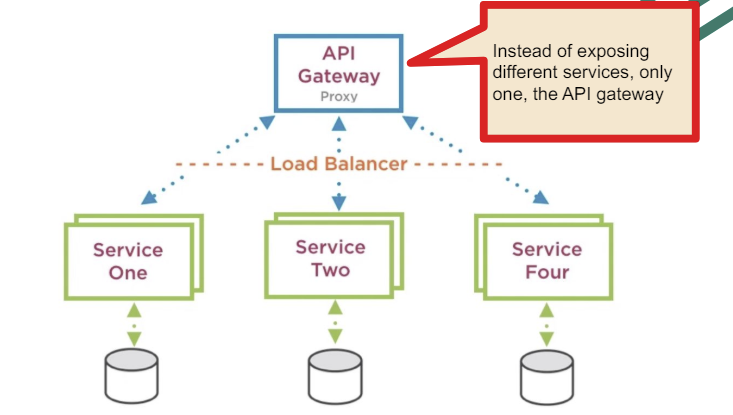 API
Gateway
Proxy
Instead of exposing
different services, only
one, the API gateway
Load Balancer
Service
One
Service
Two
Service
Four